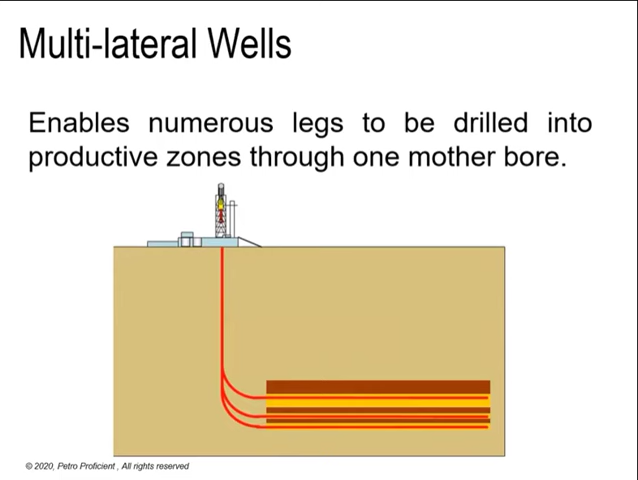 Multi-lateral Wells
Enables numerous legs to be drilled into
productive zones through one mother bore.
© 2020, Petro Proficient , All rights reserved